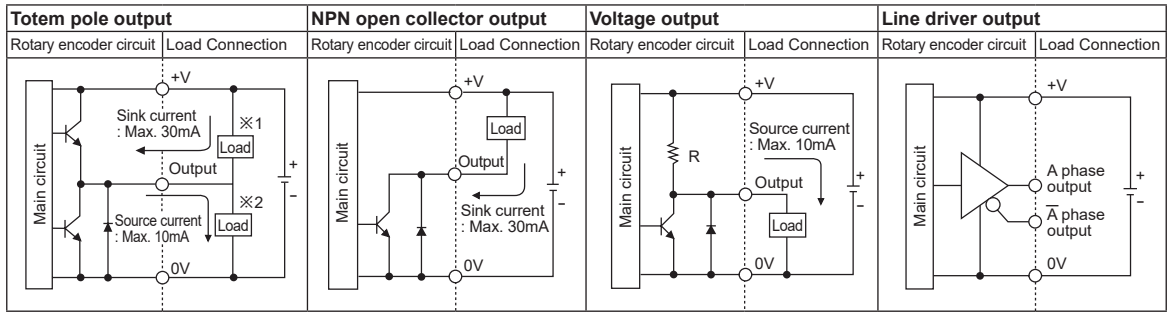 Totem pole output
Rotary encoder circuit
Load Connection
Main circuit
+V
Sink current
: Max. 30mA
※1
Load
Output
※2
Source current
: Max. 10mA
Load
+
-
0V
NPN open collector output
Rotary encoder circuit
Load Connection
Main circuit
+V
Load
Output
Sink current
: Max. 30mA
+
-
0V
Voltage output
Rotary encoder circuit
Load Connection
Main circuit
+V
Source current
: Max. 10mA
R
Output
Load
+
-
0V
Line driver output
Rotary encoder circuit
Load Connection
Main circuit
+V
A phase
output
A̅ phase
output
+
-
0V